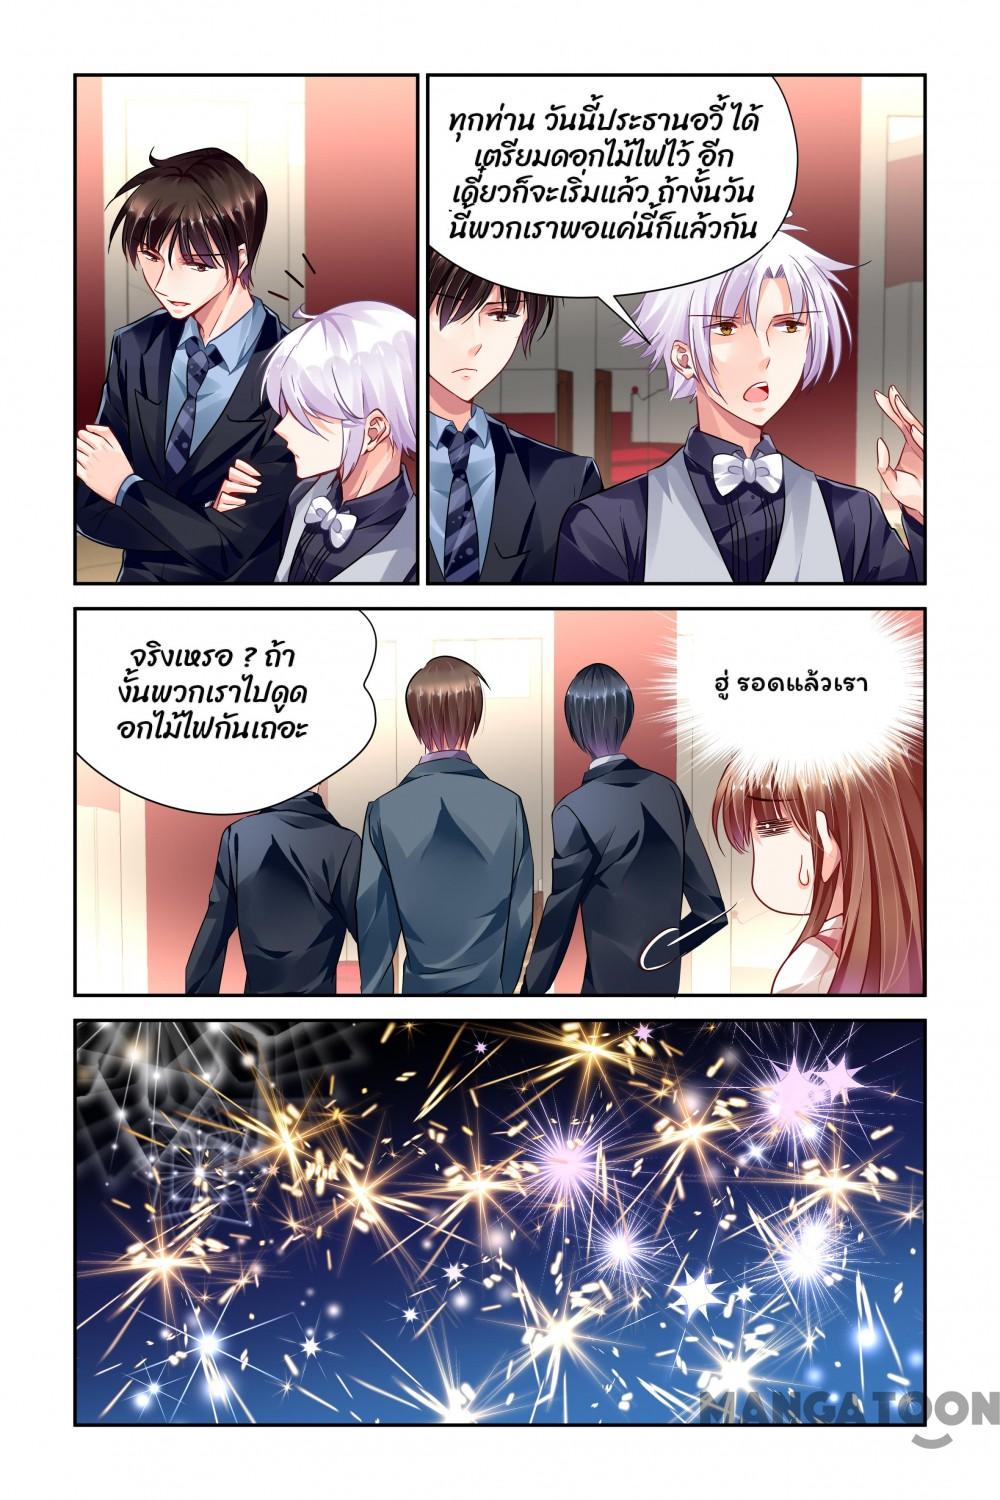 ทุกท่าน วันนี้ประธานอวี้ ได้
เตรียมดอกไม้ไฟไว้ อีก
เดี๋ยวก็จะเริ่มแล้ว ถ้างั้นวัน
นี้พวกเราพอแค่นี้ก็แล้วกัน
จริงเหรอ ? ถ้า
งั้นพวกเราไปดูด
อกไม้ไฟกันเถอะ
ฮู่ รอดแล้วเรา
MANGATOON